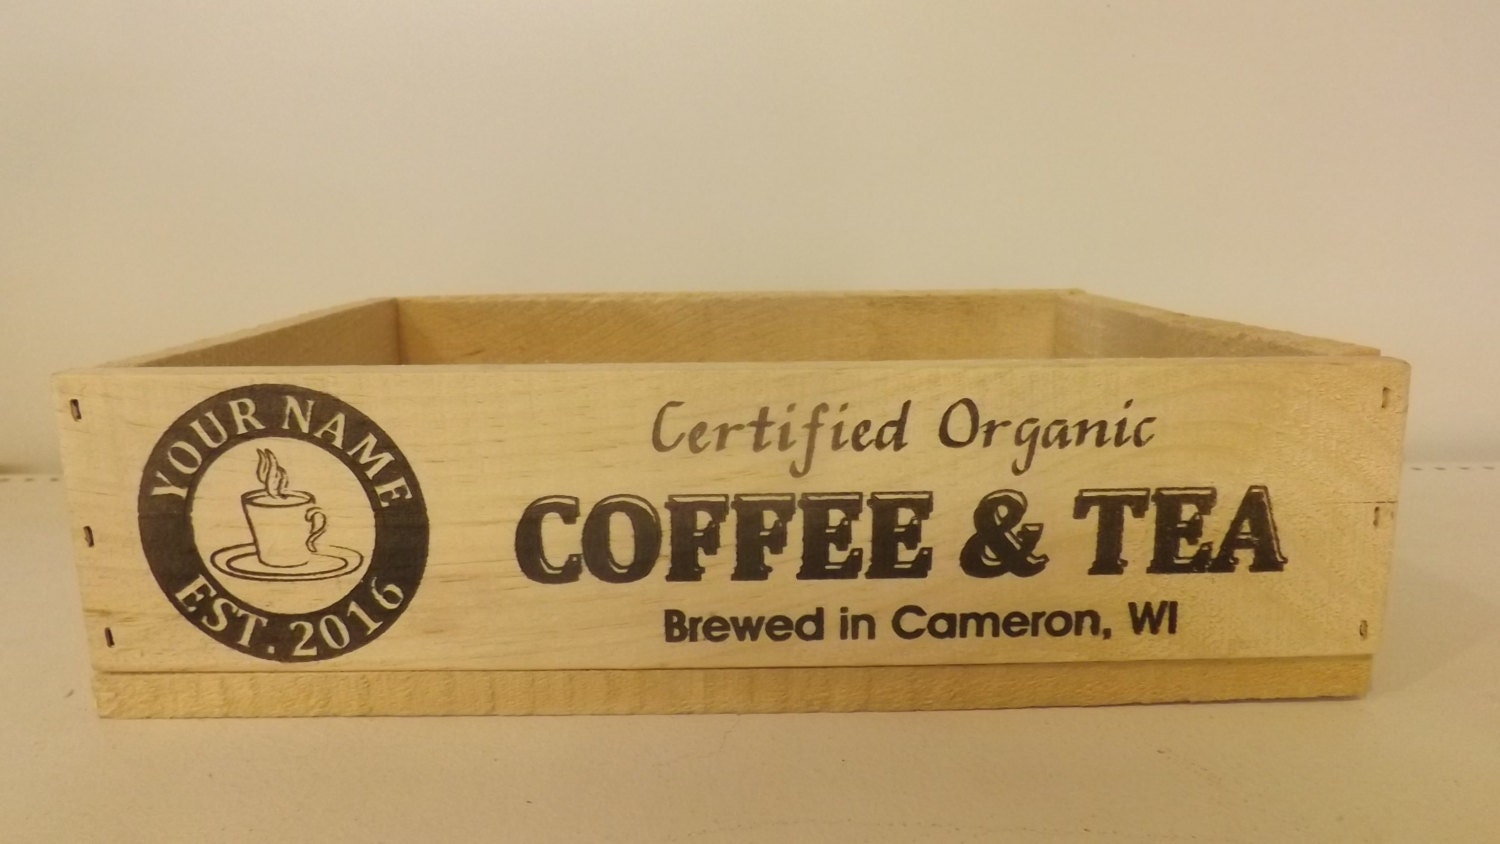 YOUR NAME
EST. 2016
Certified Organic
COFFEE & TEA
Brewed in Cameron, WI